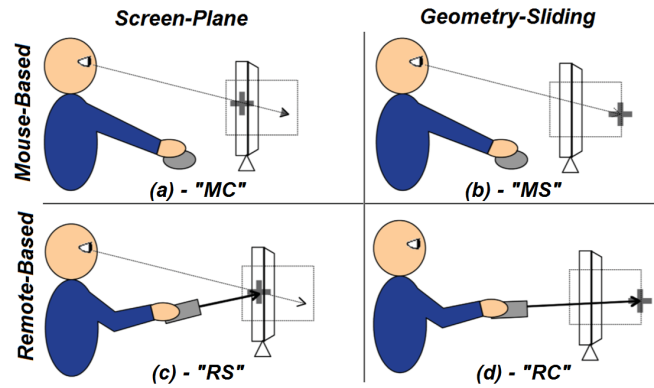 Screen-Plane
Geometry-Sliding
Mouse-Based
(a) - "MC"
(b) - "MS"
Remote-Based
(c) - "RS"
(d) - "RC"